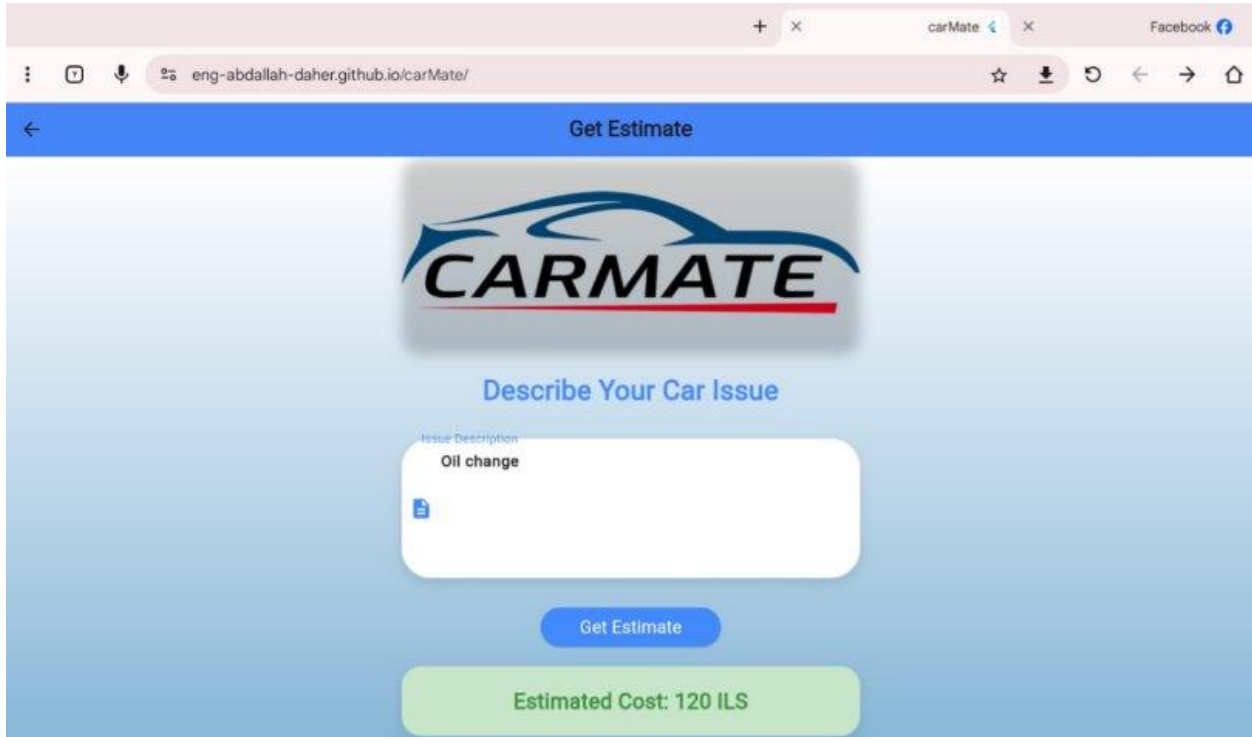 carMate
Facebook
eng-abdallah-daher.github.io/carMate/
Get Estimate
CARMATE
Describe Your Car Issue
Issue Description
Oil change
Get Estimate
Estimated Cost: 120 ILS